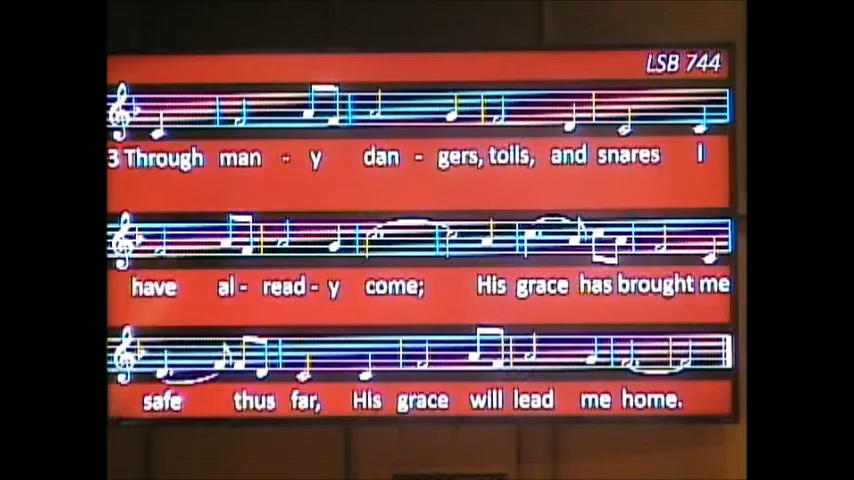 LSB 744
3 Through man - y dan - gers, toils, and snares I
have al - read - y come; His grace has brought me
safe thus far, His grace will lead me home.